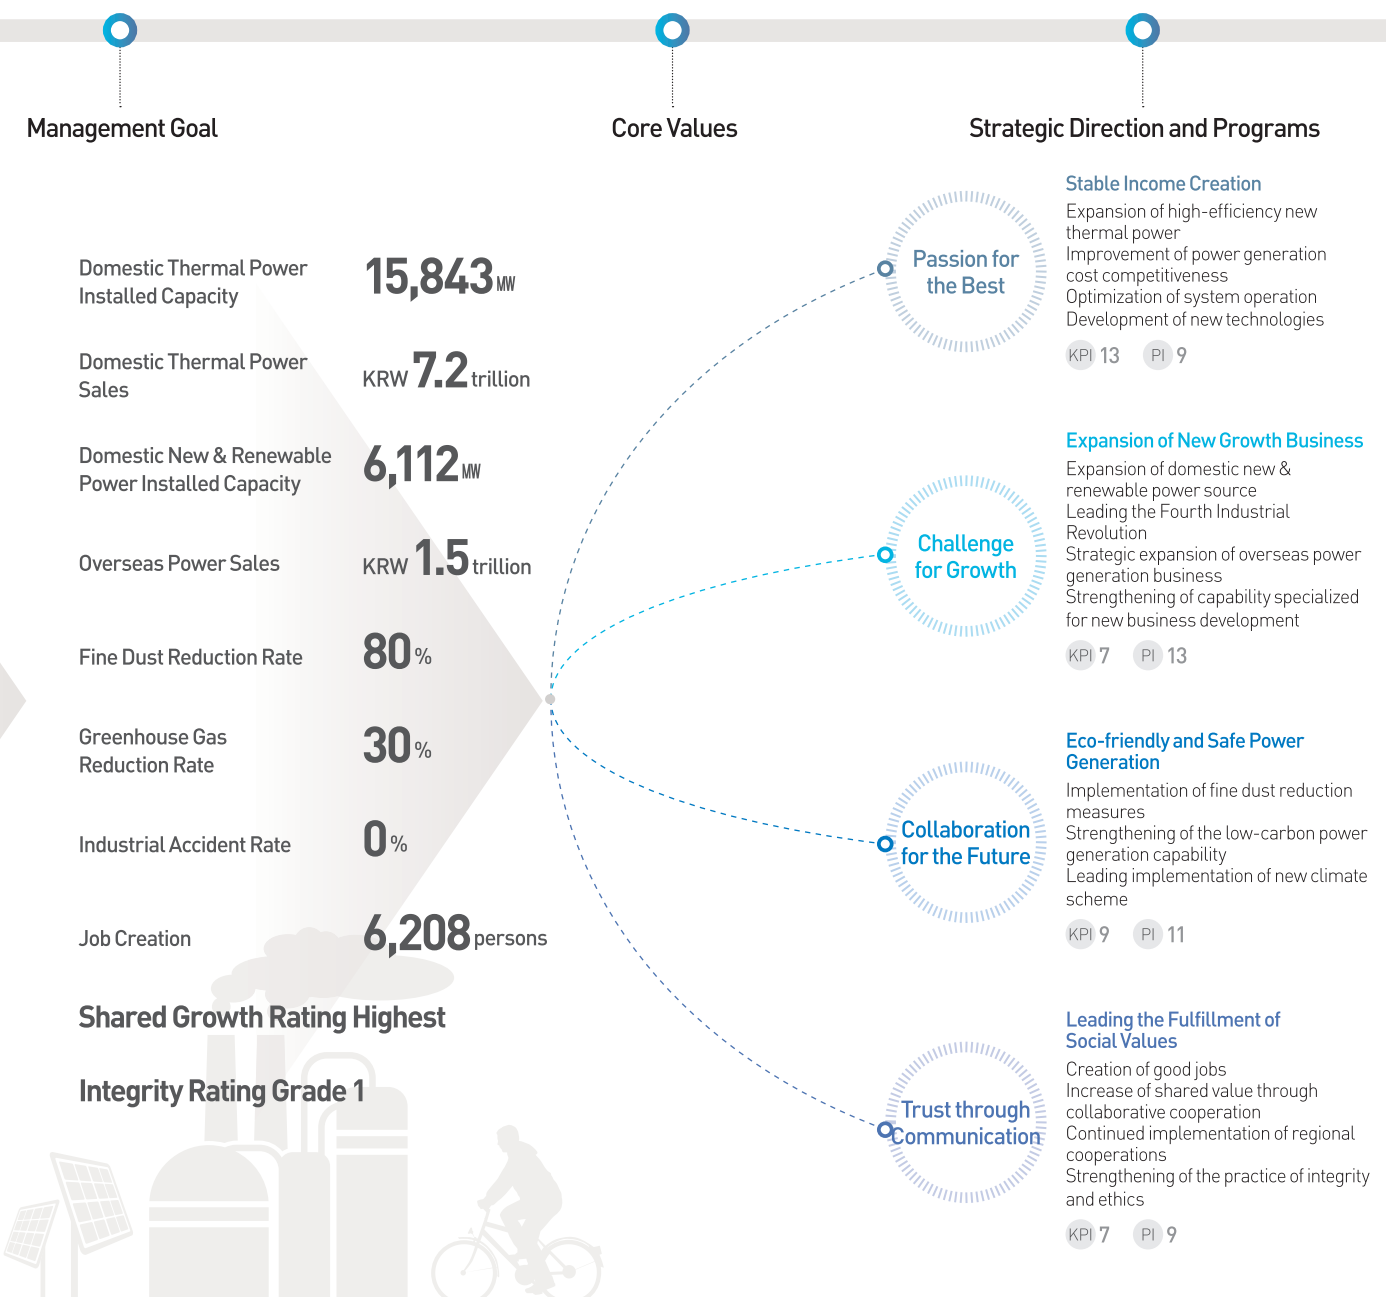 Management Goal
Core Values
Strategic Direction and Programs
Domestic Thermal Power
Installed Capacity
15,843 MW
Domestic Thermal Power
Sales
KRW 7.2 trillion
Domestic New & Renewable
Power Installed Capacity
6,112 MW
Overseas Power Sales
KRW 1.5 trillion
Fine Dust Reduction Rate
80 %
Greenhouse Gas
Reduction Rate
30 %
Industrial Accident Rate
0 %
Job Creation
6,208 persons
Shared Growth Rating Highest
Integrity Rating Grade 1
Passion for
the Best
Stable Income Creation
Expansion of high-efficiency new
thermal power
Improvement of power generation
cost competitiveness
Optimization of system operation
Development of new technologies
KPI 13 PI 9
Challenge
for Growth
Expansion of New Growth Business
Expansion of domestic new &
renewable power source
Leading the Fourth Industrial
Revolution
Strategic expansion of overseas power
generation business
Strengthening of capability specialized
for new business development
KPI 7 PI 13
Collaboration
for the Future
Eco-friendly and Safe Power
Generation
Implementation of fine dust reduction
measures
Strengthening of the low-carbon power
generation capability
Leading implementation of new climate
scheme
KPI 9 PI 11
Trust through
Communication
Leading the Fulfillment of
Social Values
Creation of good jobs
Increase of shared value through
collaborative cooperation
Continued implementation of regional
cooperations
Strengthening of the practice of integrity
and ethics
KPI 7 PI 9